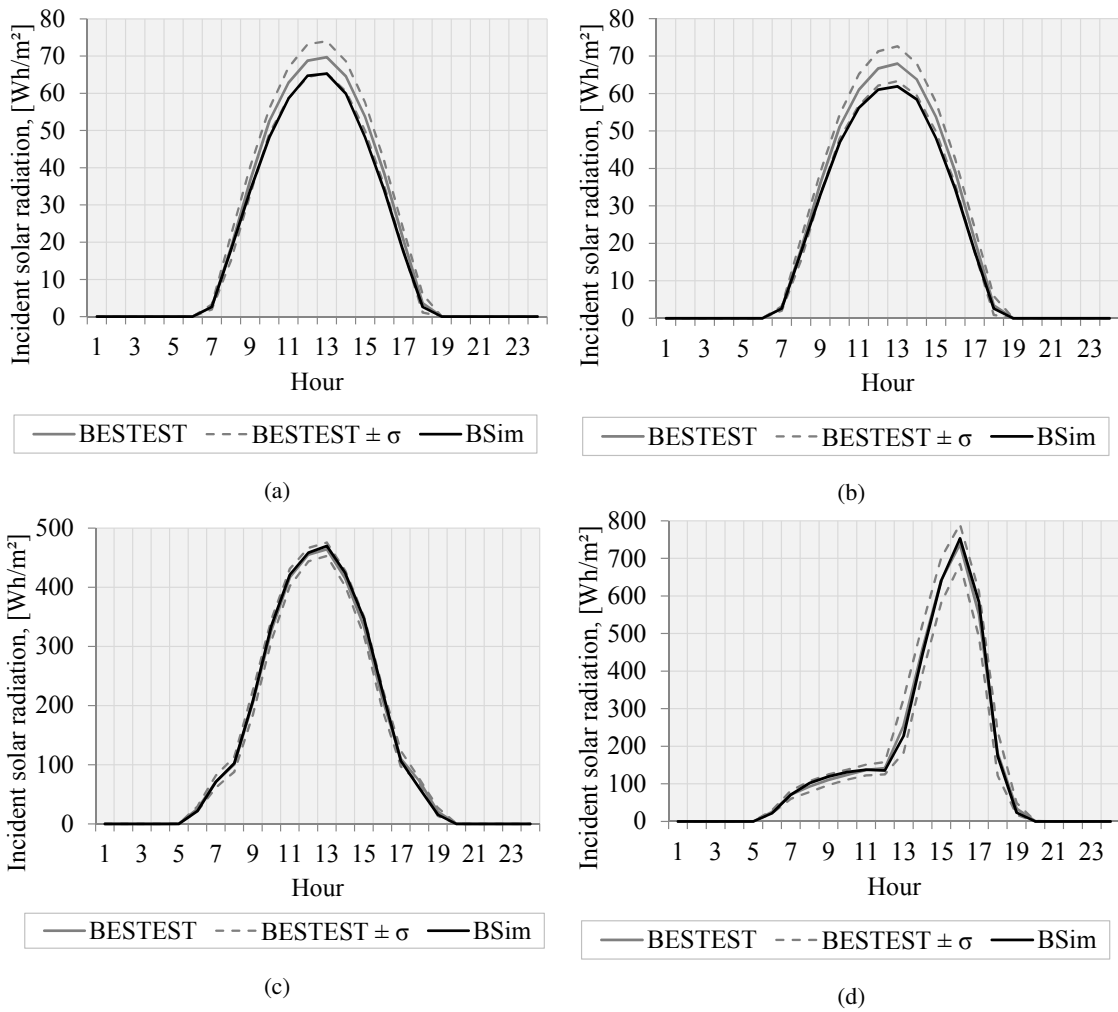 Incident solar radiation, [Wh/m²]
80
70
60
50
40
30
20
10
0
1 3 5 7 9 11 13 15 17 19 21 23
Hour
BESTEST BESTEST ± σ BSim
(a)
Incident solar radiation, [Wh/m²]
80
70
60
50
40
30
20
10
0
1 3 5 7 9 11 13 15 17 19 21 23
Hour
BESTEST BESTEST ± σ BSim
(b)
Incident solar radiation, [Wh/m²]
500
400
300
200
100
0
1 3 5 7 9 11 13 15 17 19 21 23
Hour
BESTEST BESTEST ± σ BSim
(c)
Incident solar radiation, [Wh/m²]
800
700
600
500
400
300
200
100
0
1 3 5 7 9 11 13 15 17 19 21 23
Hour
BESTEST BESTEST ± σ BSim
(d)